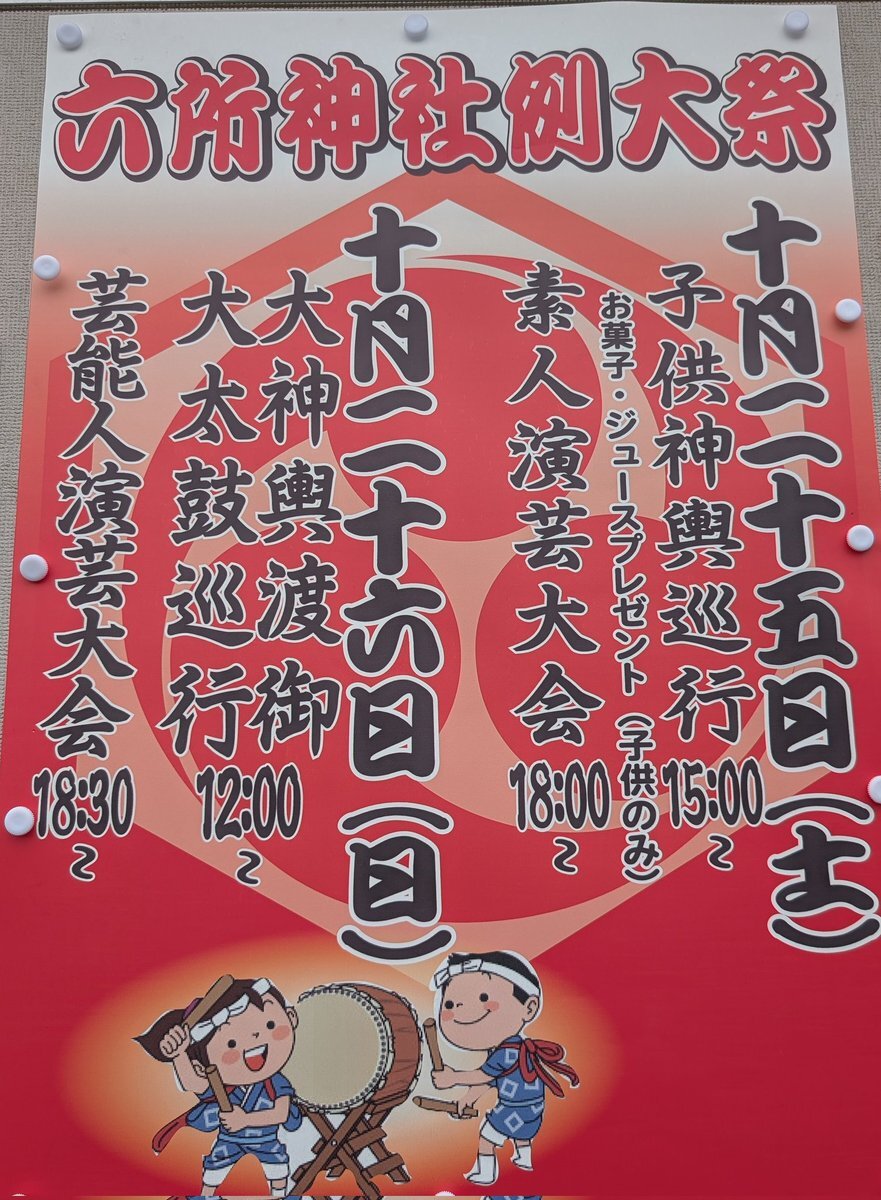 六所神社例大祭
十月二十五日(土)
子供神輿巡行 15:00~
お菓子・ジュースプレゼント(子供のみ)
素人演芸大会 18:00~
十月二十六日(日)
大神輿渡御
大太鼓巡行 12:00~
芸能人演芸大会 18:30~